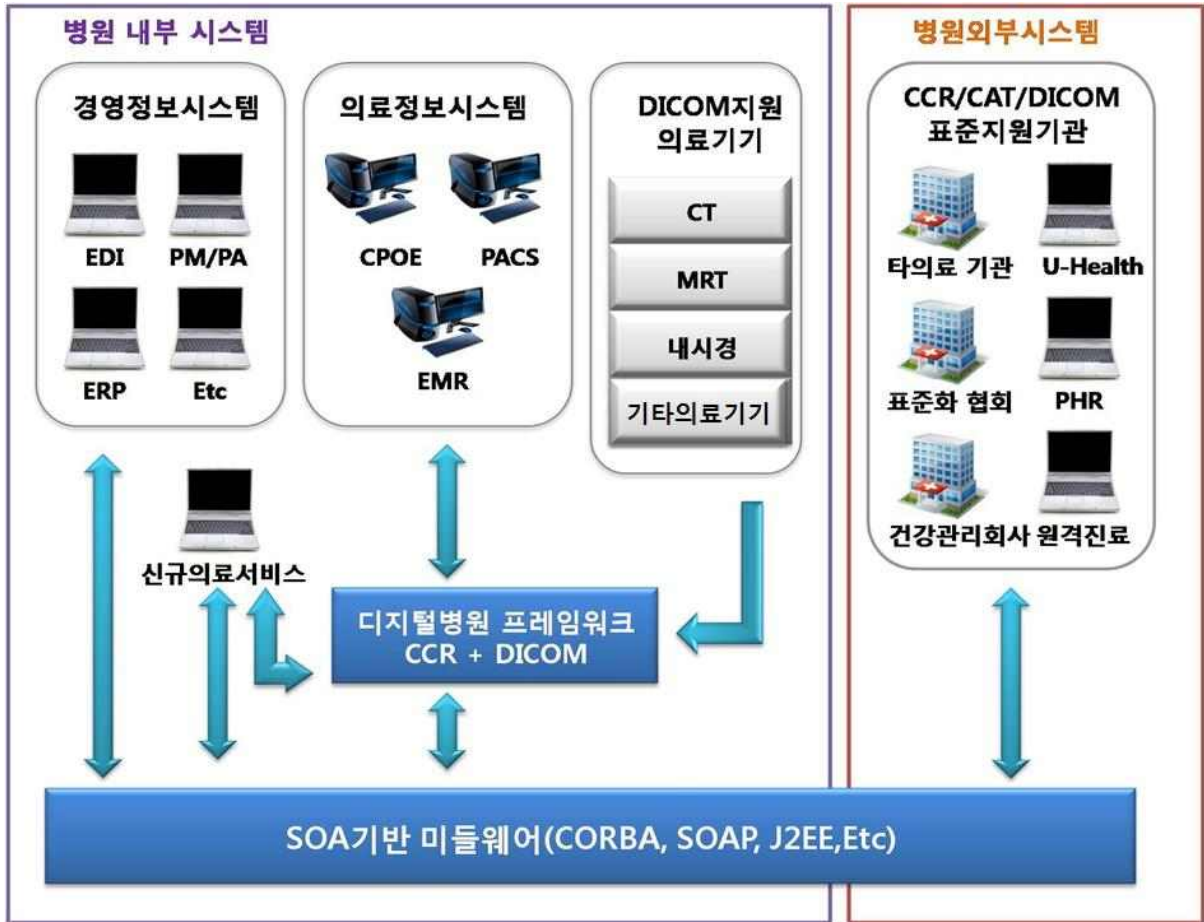 병원 내부 시스템
경영정보시스템
EDI
PM/PA
ERP
Etc
의료정보시스템
CPOE
PACS
EMR
DICOM지원
의료기기
CT
MRT
내시경
기타의료기기
신규의료서비스
디지털병원 프레임워크
CCR + DICOM
병원외부시스템
CCR/CAT/DICOM
표준지원기관
타의료 기관
U-Health
표준화 협회
PHR
건강관리회사
원격진료
SOA기반 미들웨어(CORBA, SOAP, J2EE,Etc)